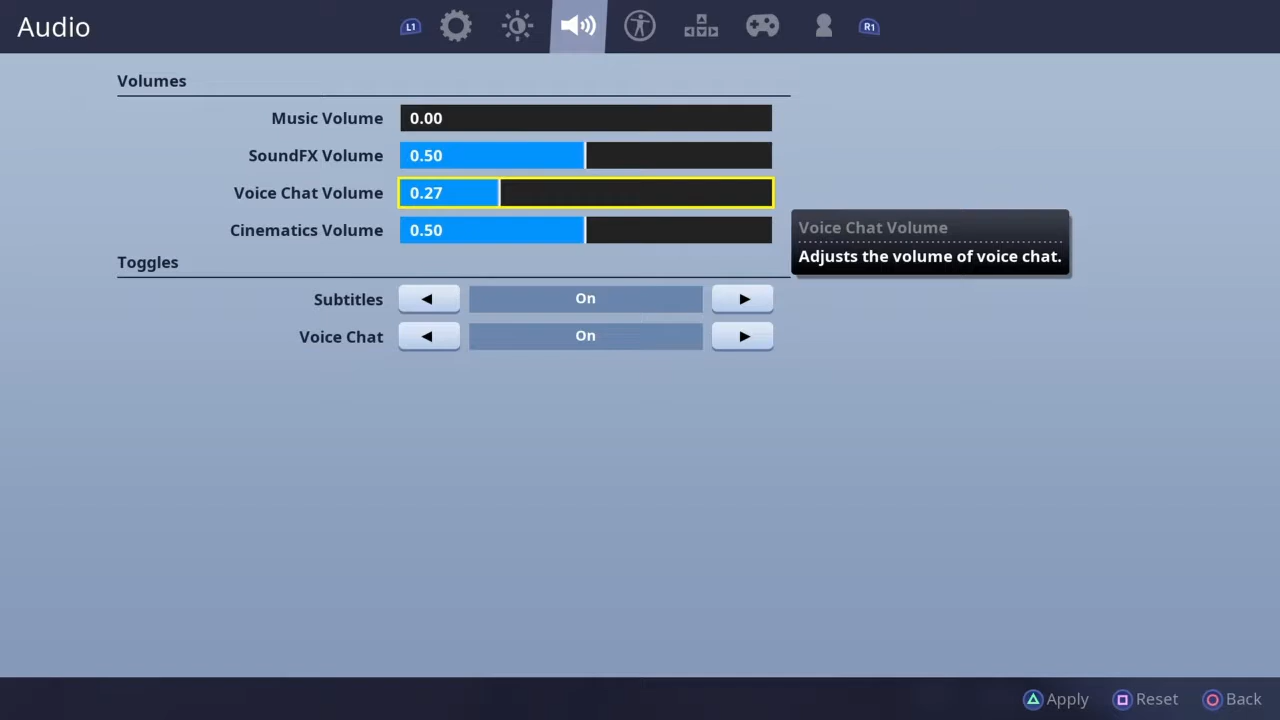 Audio
L1
R1
Volumes
Music Volume 0.00
SoundFX Volume 0.50
Voice Chat Volume 0.27
Cinematics Volume 0.50
Voice Chat Volume
Adjusts the volume of voice chat.
Toggles
Subtitles On
Voice Chat On
Apply Reset Back